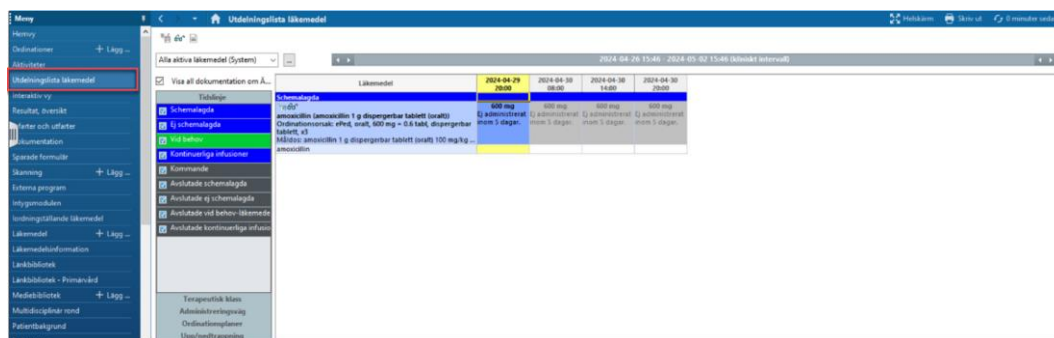 Meny
Utdelningslista läkemedel
Helskärm
Skriv ut
0 minuter seda
Hemvy
Ordinationer
+ Lägg ...
Aktiviteter
Utdelningslista läkemedel
Interaktiv vy
Resultat, översikt
Dokumentation
Sparade formulär
Skanning
+ Lägg ...
Externa program
Intygsmodulen
Iordningställande läkemedel
Läkemedel
+ Lägg ...
Läkemedelsinformation
Länkbibliotek
Länkbibliotek - Primärvård
Mediebibliotek
+ Lägg ...
Multidisciplinär rond
Patientbakgrund
Alla aktiva läkemedel (System)
...
2024-04-26 15:46 - 2024-05-02 15:46 (kliniskt intervall)
Visa all dokumentation om Å...
Tidslinje
Schemalagda
Ej schemalagda
Vid behov
Kontinuerliga infusioner
Kommande
Avslutade schemalagda
Avslutade ej schemalagda
Avslutade vid behov-läkemede
Avslutade kontinuerliga infusio
Terapeutisk klass
Administreringsväg
Ordinationsplaner
Läkemedel
2024-04-29
20:00
2024-04-30
08:00
2024-04-30
14:00
2024-04-30
20:00
Schemalagda
amoxicillin (amoxicillin 1 g dispergerbar tablett (oralt))
Ordinationsorsak: ePed, oralt, 600 mg = 0.6 tabl, dispergerbar
tablett, x3
Måldos: amoxicillin 1 g dispergerbar tablett (oralt) 100 mg/kg ...
amoxicillin
600 mg
Ej administrerat
inom 5 dagar.
600 mg
Ej administrerat
inom 5 dagar.
600 mg
Ej administrerat
inom 5 dagar.
600 mg
Ej administrerat
inom 5 dagar.